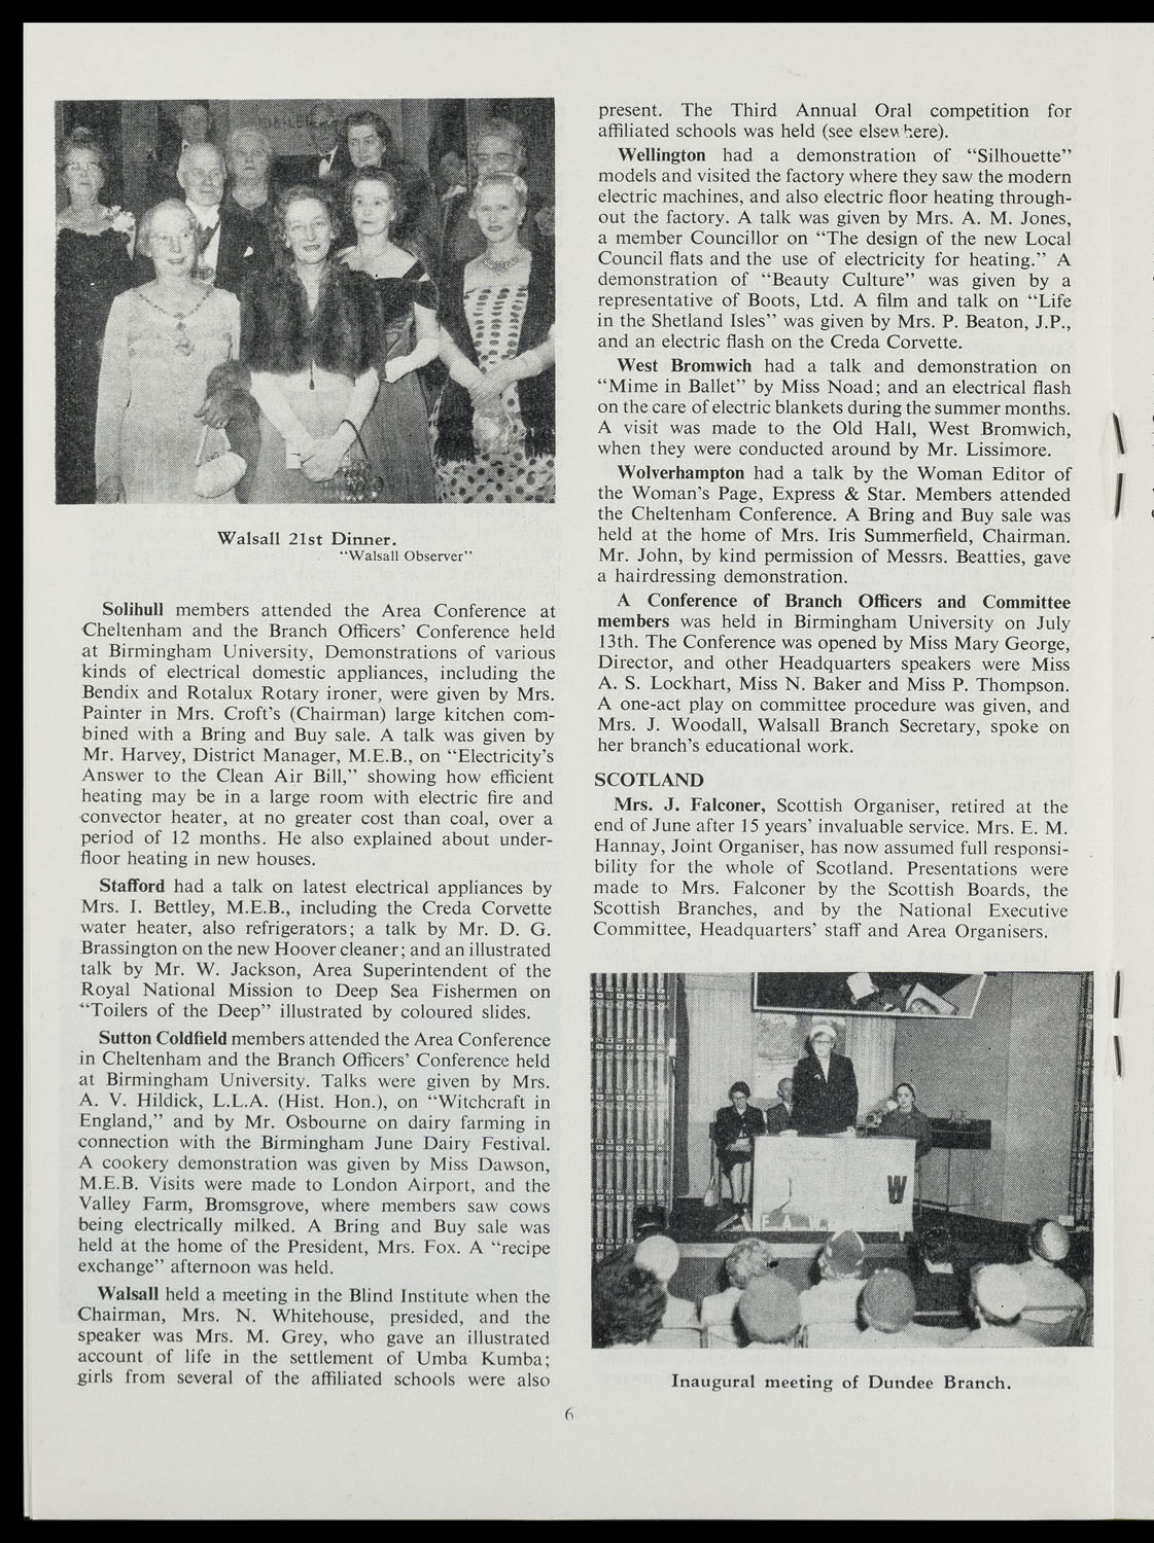 Walsall 21st Dinner.
"Walsall Observer"
Solihull members attended the Area Conference at
Cheltenham and the Branch Officers' Conference held
at Birmingham University, Demonstrations of various
kinds of electrical domestic appliances, including the
Bendix and Rotalux Rotary ironer, were given by Mrs.
Painter in Mrs. Croft's (Chairman) large kitchen com-
bined with a Bring and Buy sale. A talk was given by
Mr. Harvey, District Manager, M.E.B., on "Electricity's
Answer to the Clean Air Bill," showing how efficient
heating may be in a large room with electric fire and
convector heater, at no greater cost than coal, over a
period of 12 months. He also explained about under-
floor heating in new houses.
Stafford had a talk on latest electrical appliances by
Mrs. I. Bettley, M.E.B., including the Creda Corvette
water heater, also refrigerators; a talk by Mr. D. G.
Brassington on the new Hoover cleaner; and an illustrated
talk by Mr. W. Jackson, Area Superintendent of the
Royal National Mission to Deep Sea Fishermen on
"Toilers of the Deep" illustrated by coloured slides.
Sutton Coldfield members attended the Area Conference
in Cheltenham and the Branch Officers' Conference held
at Birmingham University. Talks were given by Mrs.
A. V. Hildick, L.L.A. (Hist. Hon.), on "Witchcraft in
England," and by Mr. Osbourne on dairy farming in
connection with the Birmingham June Dairy Festival.
A cookery demonstration was given by Miss Dawson,
M.E.B. Visits were made to London Airport, and the
Valley Farm, Bromsgrove, where members saw cows
being electrically milked. A Bring and Buy sale was
held at the home of the President, Mrs. Fox. A "recipe
exchange" afternoon was held.
Walsall held a meeting in the Blind Institute when the
Chairman, Mrs. N. Whitehouse, presided, and the
speaker was Mrs. M. Grey, who gave an illustrated
account of life in the settlement of Umba Kumba;
girls from several of the affiliated schools were also
present. The Third Annual Oral competition for
affiliated schools was held (see elsewhere).
Wellington had a demonstration of "Silhouette"
models and visited the factory where they saw the modern
electric machines, and also electric floor heating through-
out the factory. A talk was given by Mrs. A. M. Jones,
a member Councillor on "The design of the new Local
Council flats and the use of electricity for heating." A
demonstration of "Beauty Culture" was given by a
representative of Boots, Ltd. A film and talk on "Life
in the Shetland Isles" was given by Mrs. P. Beaton, J.P.,
and an electric flash on the Creda Corvette.
West Bromwich had a talk and demonstration on
"Mime in Ballet" by Miss Noad; and an electrical flash
on the care of electric blankets during the summer months.
A visit was made to the Old Hall, West Bromwich,
when they were conducted around by Mr. Lissimore.
Wolverhampton had a talk by the Woman Editor of
the Woman's Page, Express & Star. Members attended
the Cheltenham Conference. A Bring and Buy sale was
held at the home of Mrs. Iris Summerfield, Chairman.
Mr. John, by kind permission of Messrs. Beatties, gave
a hairdressing demonstration.
A Conference of Branch Officers and Committee
members was held in Birmingham University on July
13th. The Conference was opened by Miss Mary George,
Director, and other Headquarters speakers were Miss
A. S. Lockhart, Miss N. Baker and Miss P. Thompson.
A one-act play on committee procedure was given, and
Mrs. J. Woodall, Walsall Branch Secretary, spoke on
her branch's educational work.
SCOTLAND
Mrs. J. Falconer, Scottish Organiser, retired at the
end of June after 15 years' invaluable service. Mrs. E. M.
Hannay, Joint Organiser, has now assumed full responsi-
bility for the whole of Scotland. Presentations were
made to Mrs. Falconer by the Scottish Boards, the
Scottish Branches, and by the National Executive
Committee, Headquarters' staff and Area Organisers.
W
Inaugural meeting of Dundee Branch.
6